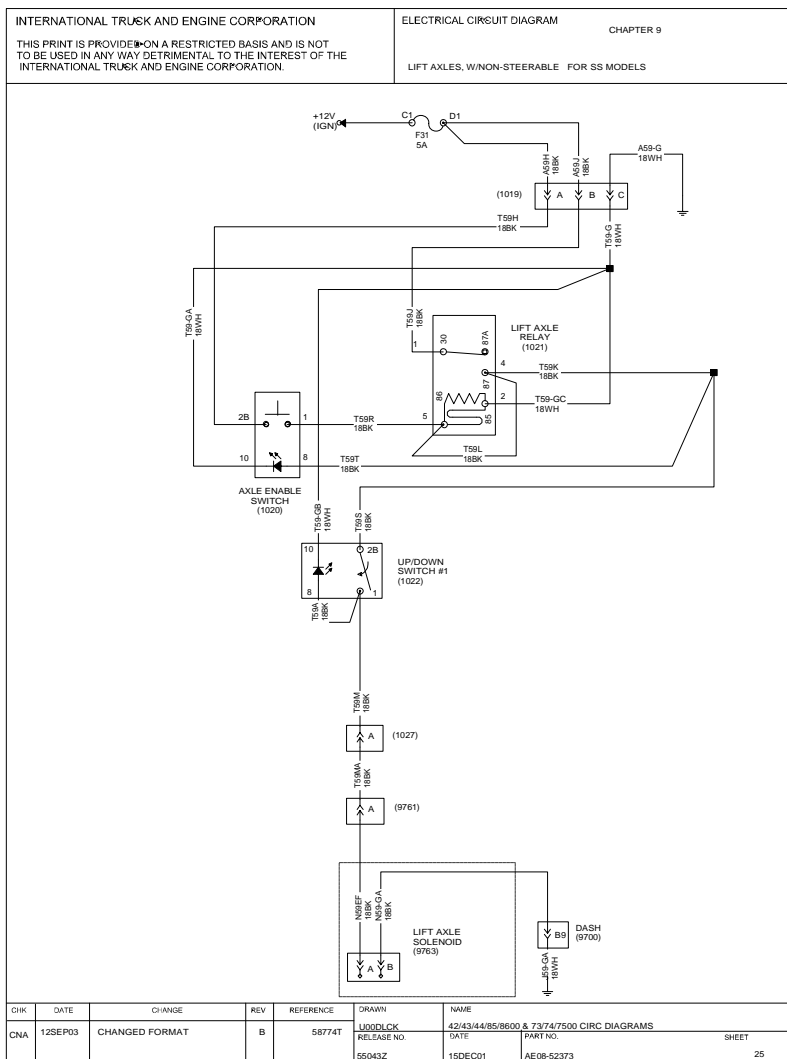 INTERNATIONAL TRUCK AND ENGINE CORPORATION
THIS PRINT IS PROVIDED ON A RESTRICTED BASIS AND IS NOT
TO BE USED IN ANY WAY DETRIMENTAL TO THE INTEREST OF THE
INTERNATIONAL TRUCK AND ENGINE CORPORATION.
ELECTRICAL CIRCUIT DIAGRAM
CHAPTER 9
LIFT AXLES, W/NON-STEERABLE FOR SS MODELS
+12V
(IGN)
C1
D1
F31
5A
A59H
18BK
A59J
18BK
A59-G
18WH
(1019)
A
B
C
T59H
18BK
T59-G
18WH
T59-GA
18WH
T59J
18BK
LIFT AXLE
RELAY
(1021)
30
87A
1
4
T59K
18BK
87
86
2
T59-GC
18WH
85
5
T59R
18BK
2B
1
T59L
18BK
10
8
T59T
18BK
AXLE ENABLE
SWITCH
(1020)
T59-GB
18WH
T59S
18BK
10
2B
UP/DOWN
SWITCH #1
(1022)
8
1
T59A
18BK
T59M
18BK
A
(1027)
T59MA
18BK
A
(9761)
N59EF
18BK
N59-GA
18BK
LIFT AXLE
SOLENOID
(9763)
A
B
B9
DASH
(9700)
J59-GA
18WH
CHK
DATE
CHANGE
REV
REFERENCE
DRAWN
NAME
CNA
12SEP03
CHANGED FORMAT
B
58774T
U00DLCK
42/43/44/85/8600 & 73/74/7500 CIRC DIAGRAMS
RELEASE NO.
DATE
PART NO.
SHEET
55043Z
15DEC01
AE08-52373
25